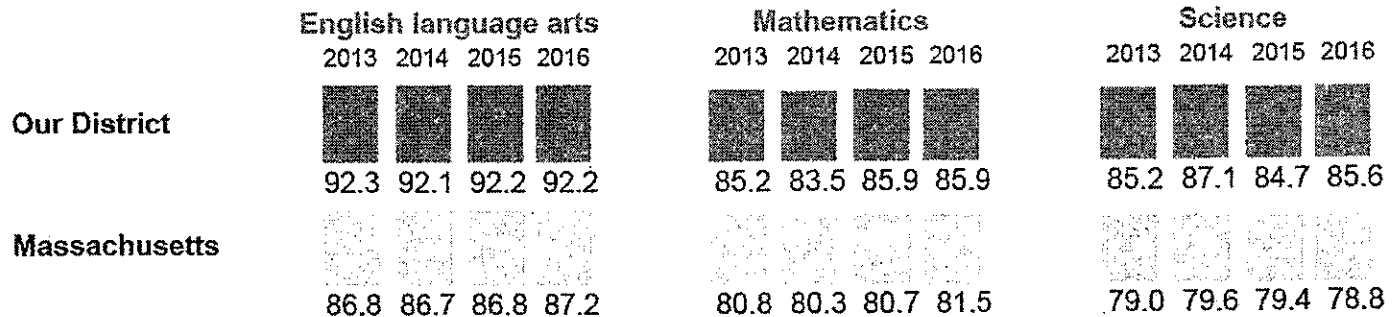 English language arts Mathematics Science
2013 2014 2015 2016 2013 2014 2015 2016 2013 2014 2015 2016
Our District
92.3 92.1 92.2 92.2 85.2 83.5 85.9 85.9 85.2 87.1 84.7 85.6
Massachusetts
86.8 86.7 86.8 87.2 80.8 80.3 80.7 81.5 79.0 79.6 79.4 78.8